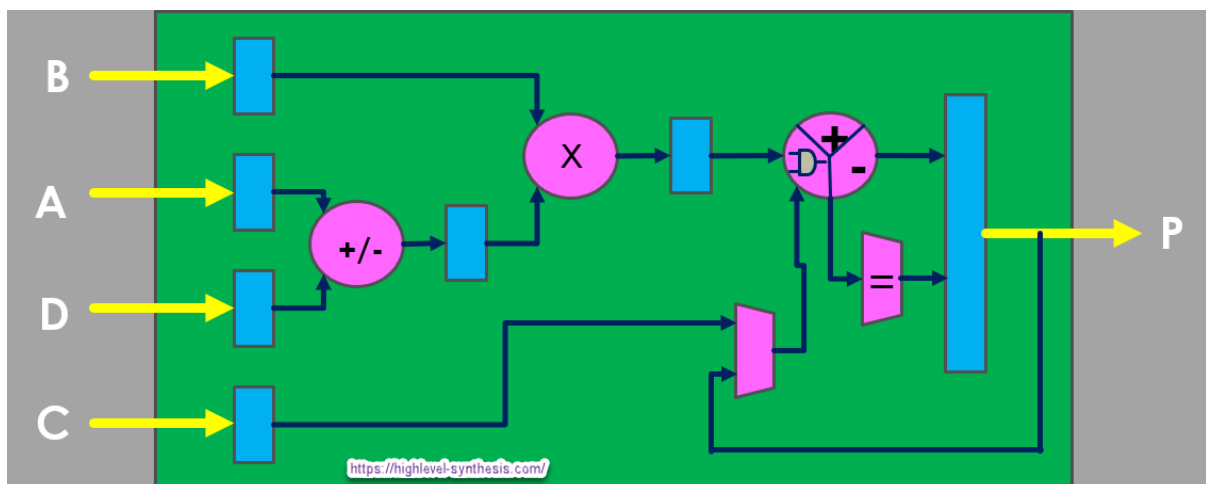 B
A
D
C
X
+/-
+
-
=
P
https://highlevel-synthesis.com/